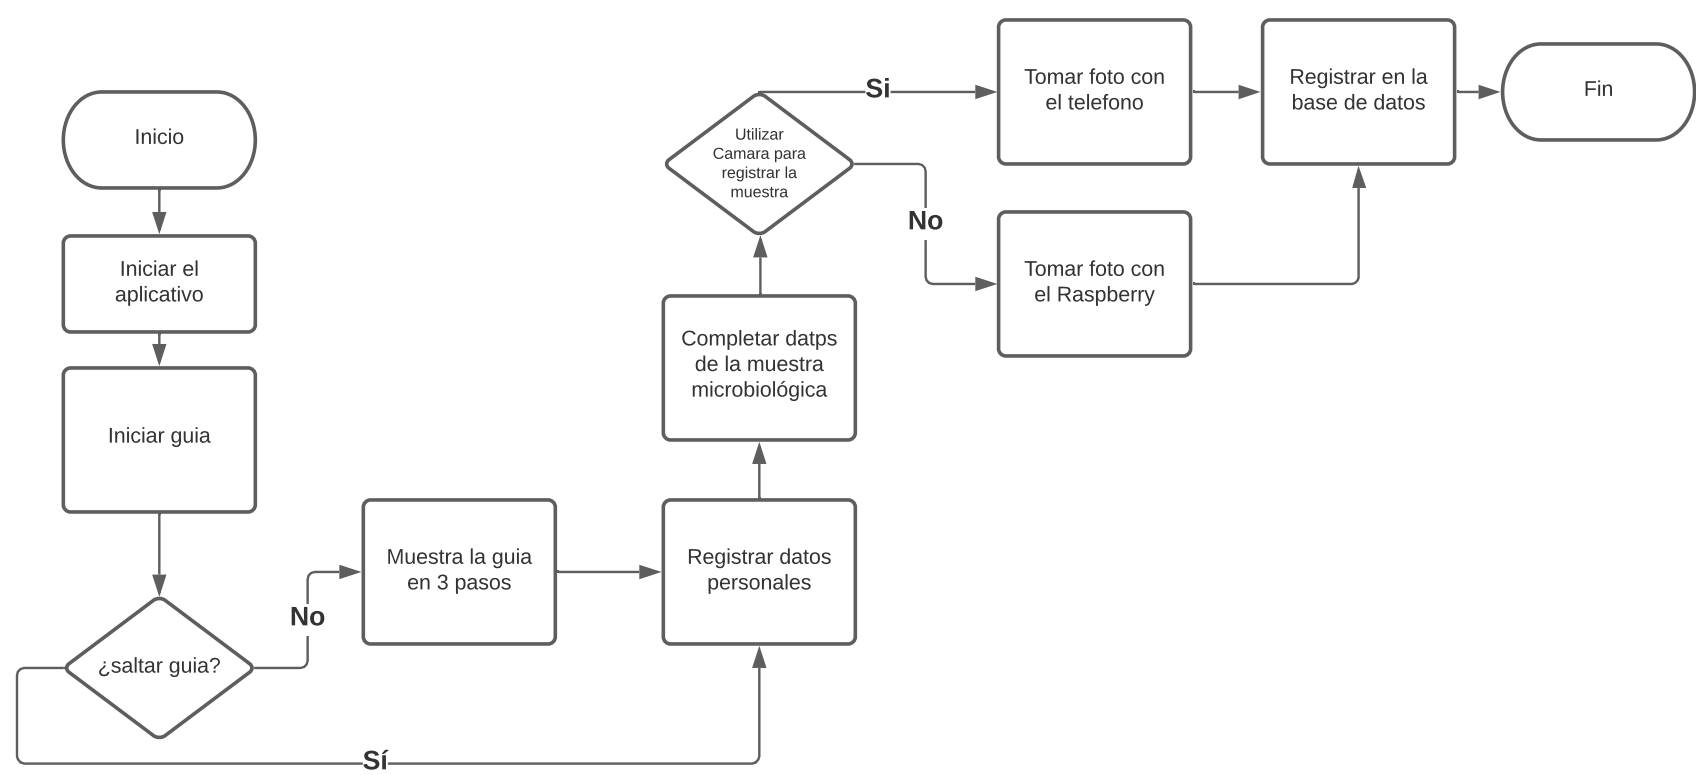 Inicio
Iniciar el
aplicativo
Iniciar guia
¿saltar guia?
No
Sí
Muestra la guia
en 3 pasos
Registrar datos
personales
Completar datps
de la muestra
microbiológica
Utilizar
Camara para
registrar la
muestra
Si
No
Tomar foto con
el telefono
Tomar foto con
el Raspberry
Registrar en la
base de datos
Fin